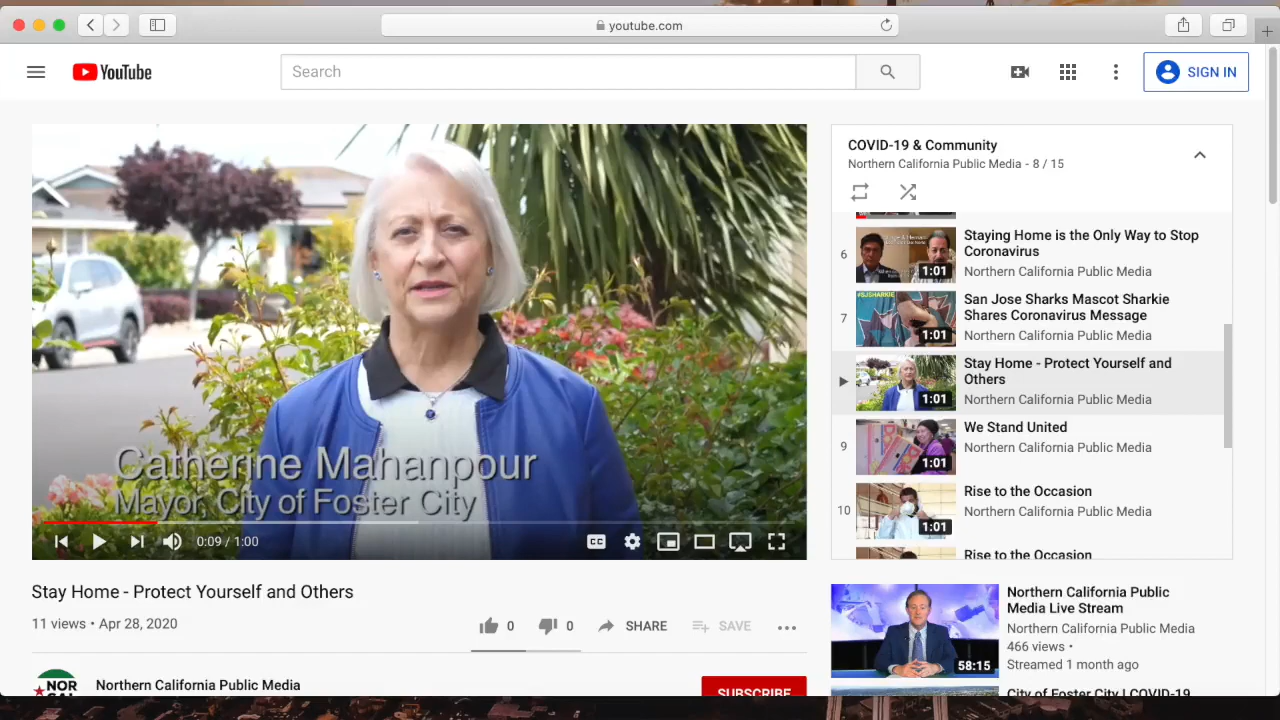 youtube.com
YouTube
Search
SIGN IN
Catherine Mahanpour
Mayor, City of Foster City
0:09 / 1:00
CC
Stay Home - Protect Yourself and Others
11 views • Apr 28, 2020
0
0
SHARE
SAVE
NOR
Northern California Public Media
SUBSCRIBE
COVID-19 & Community
Northern California Public Media - 8 / 15
6
1:01
Staying Home is the Only Way to Stop
Coronavirus
Northern California Public Media
7
#SJSHARKIE
1:01
San Jose Sharks Mascot Sharkie
Shares Coronavirus Message
Northern California Public Media
1:01
Stay Home - Protect Yourself and
Others
Northern California Public Media
9
1:01
We Stand United
Northern California Public Media
10
1:01
Rise to the Occasion
Northern California Public Media
Rise to the Occasion
58:15
Northern California Public
Media Live Stream
Northern California Public Media
466 views •
Streamed 1 month ago
City of Foster City | COVID-19